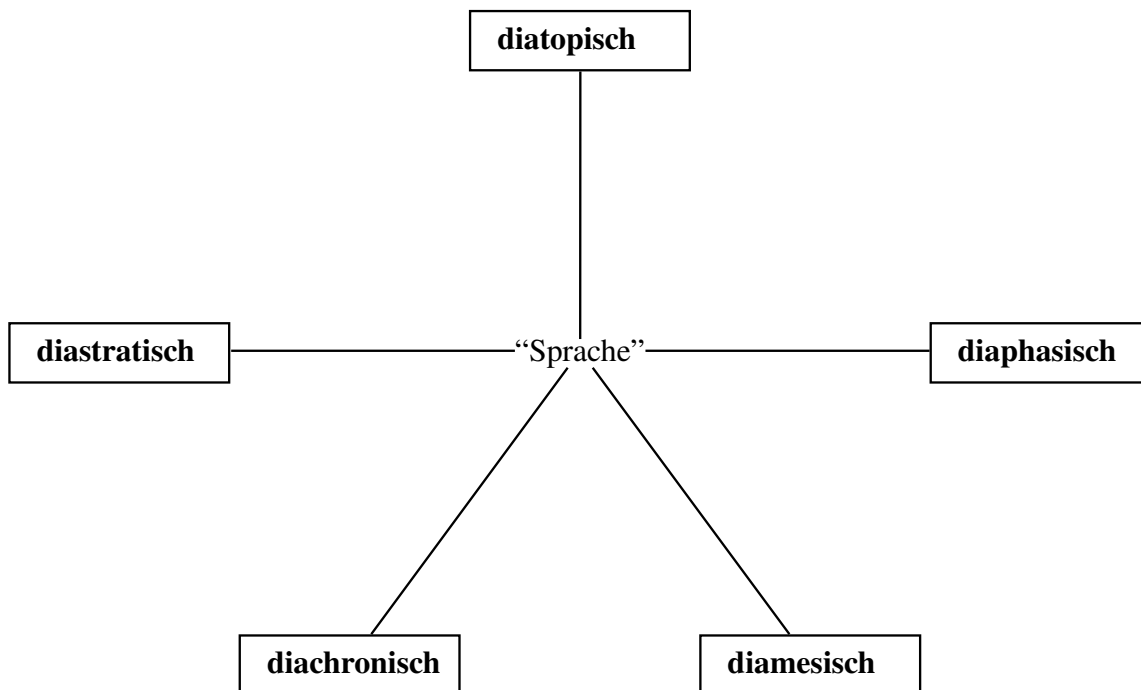 diatopisch
diastratisch
“Sprache”
diaphasisch
diachronisch
diamesisch